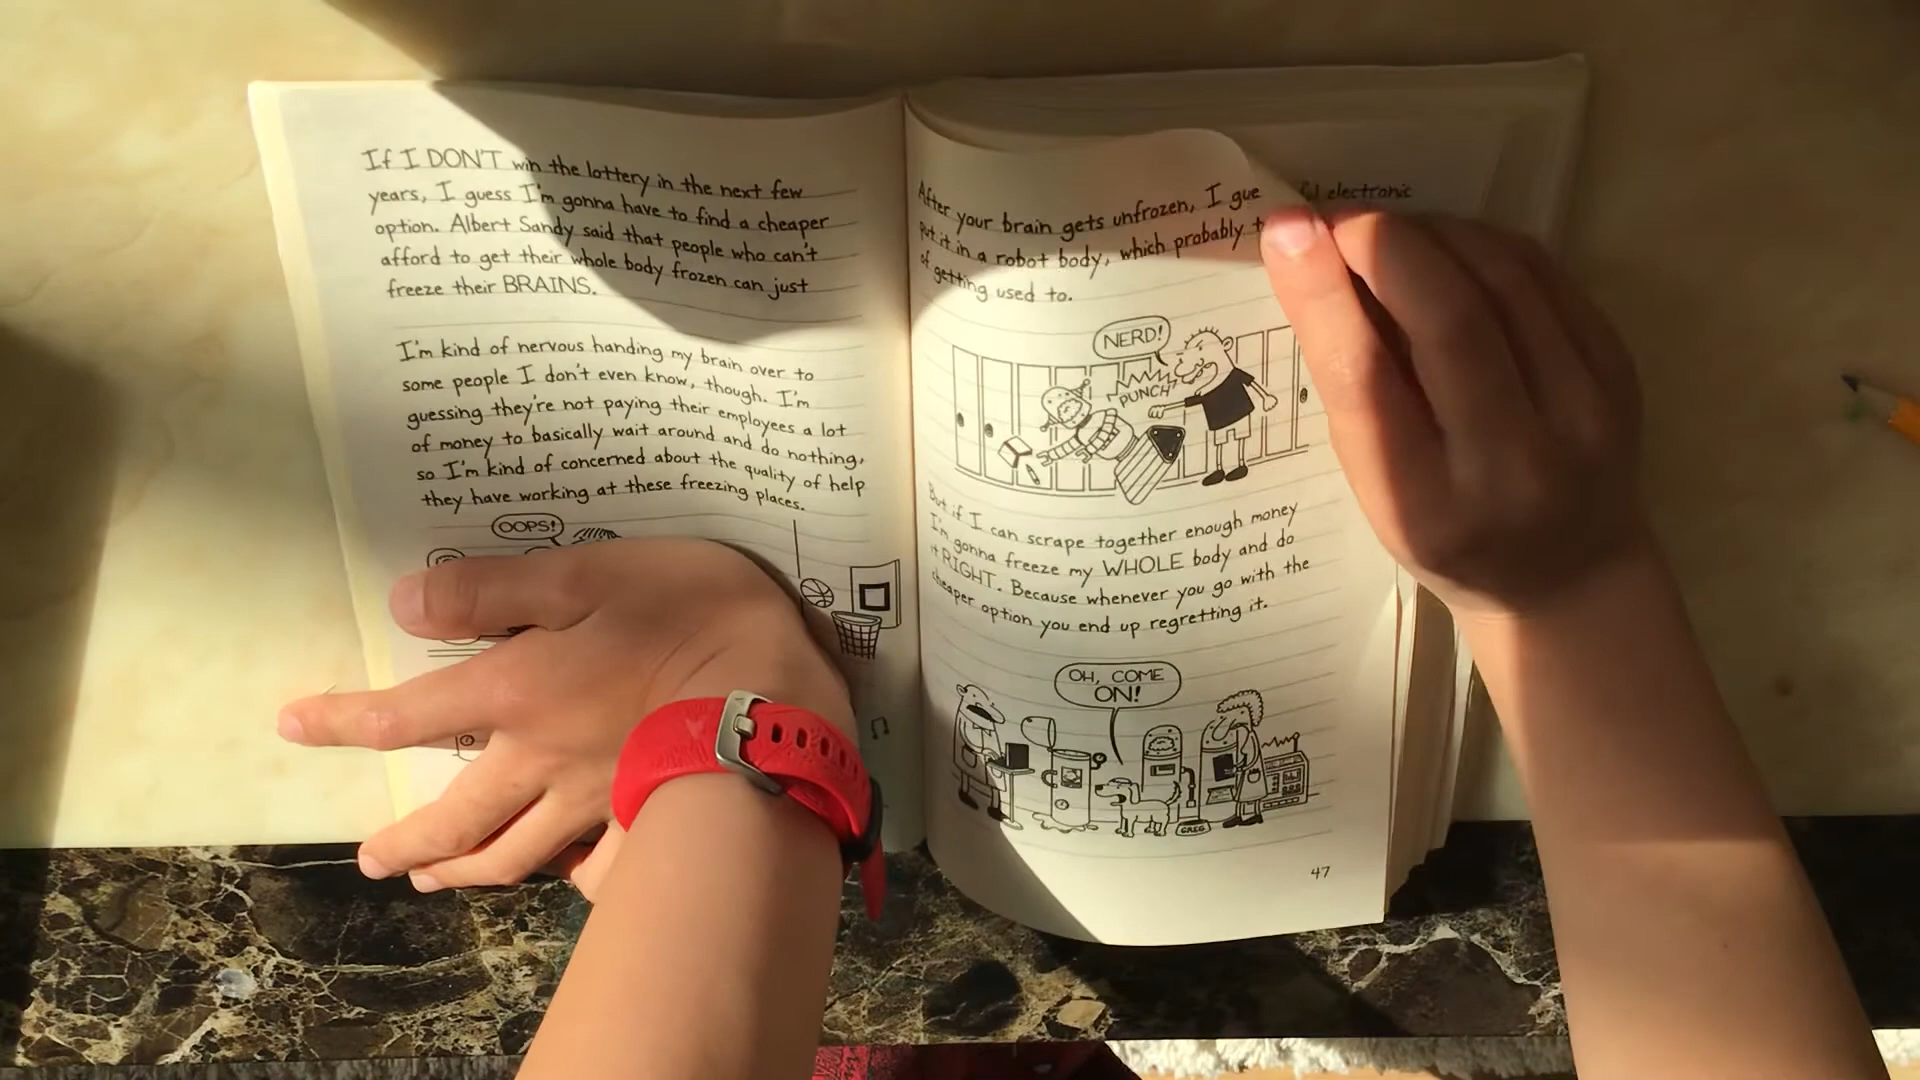 If I DON'T win the lottery in the next few
years, I guess I'm gonna have to find a cheaper
option. Albert Sandy said that people who can't
afford to get their whole body frozen can just
freeze their BRAINS.
I'm kind of nervous handing my brain over to
some people I don't even know, though. I'm
guessing they're not paying their employees a lot
of money to basically wait around and do nothing,
so I'm kind of concerned about the quality of help
they have working at these freezing places.
OOPS!
After your brain gets unfrozen, I gue
put it in a robot body, which probably t
of getting used to.
electronic
NERD!
PUNCH
But if I can scrape together enough money
I'm gonna freeze my WHOLE body and do
it RIGHT. Because whenever you go with the
cheaper option you end up regretting it.
OH, COME
ON!
GREG
47